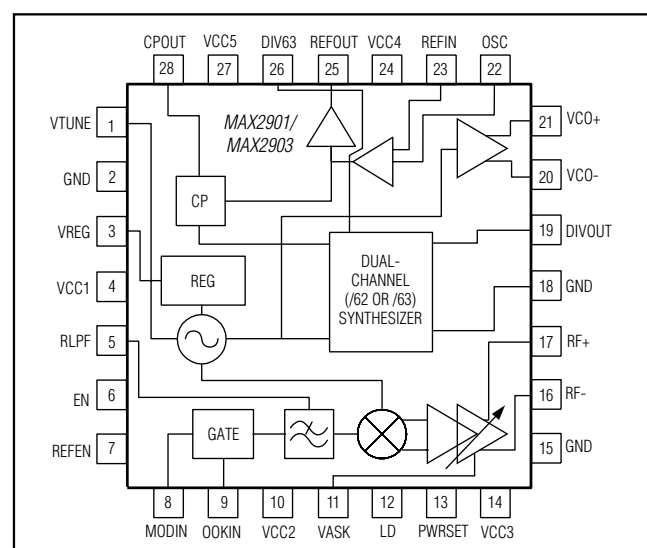 CPOUT VCC5 DIV63 REFOUT VCC4 REFIN OSC
28 27 26 25 24 23 22
VTUNE 1
GND 2
VREG 3
VCC1 4
RLPF 5
EN 6
REFEN 7
MAX2901/
MAX2903
CP
REG
DUAL-
CHANNEL
(/62 OR /63)
SYNTHESIZER
GATE
21 VCO+
20 VCO-
19 DIVOUT
18 GND
17 RF+
16 RF-
15 GND
8 9 10 11 12 13 14
MODIN OOKIN VCC2 VASK LD PWRSET VCC3